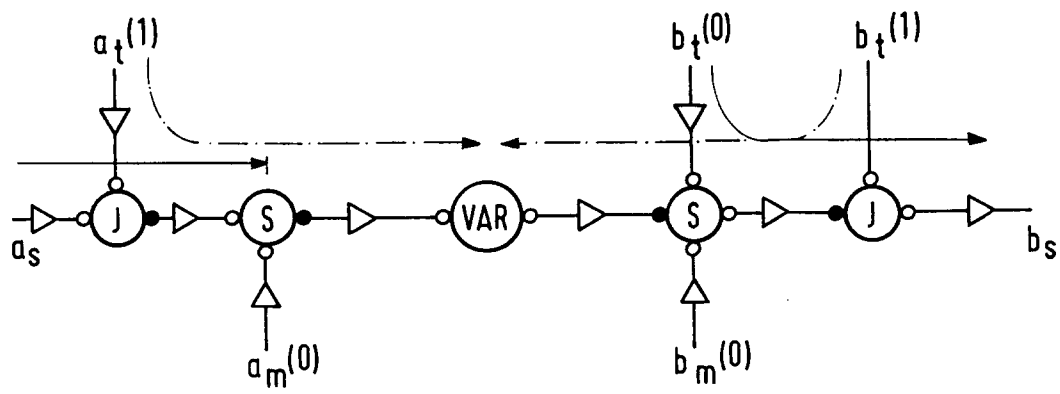 a_t(1) b_t(0) b_t(1)
J S VAR S J
a_s b_s
a_m(0) b_m(0)